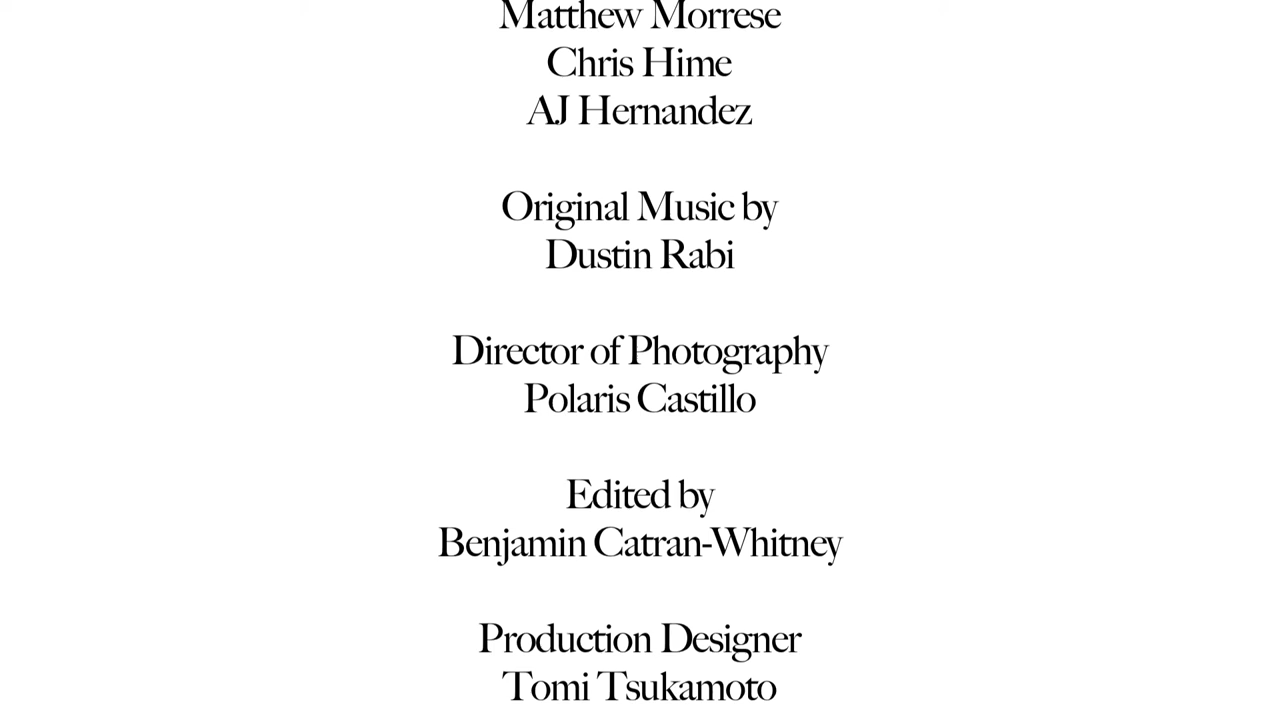 Matthew Morrese
Chris Hime
AJ Hernandez
Original Music by
Dustin Rabi
Director of Photography
Polaris Castillo
Edited by
Benjamin Catran-Whitney
Production Designer
Tomi Tsukamoto